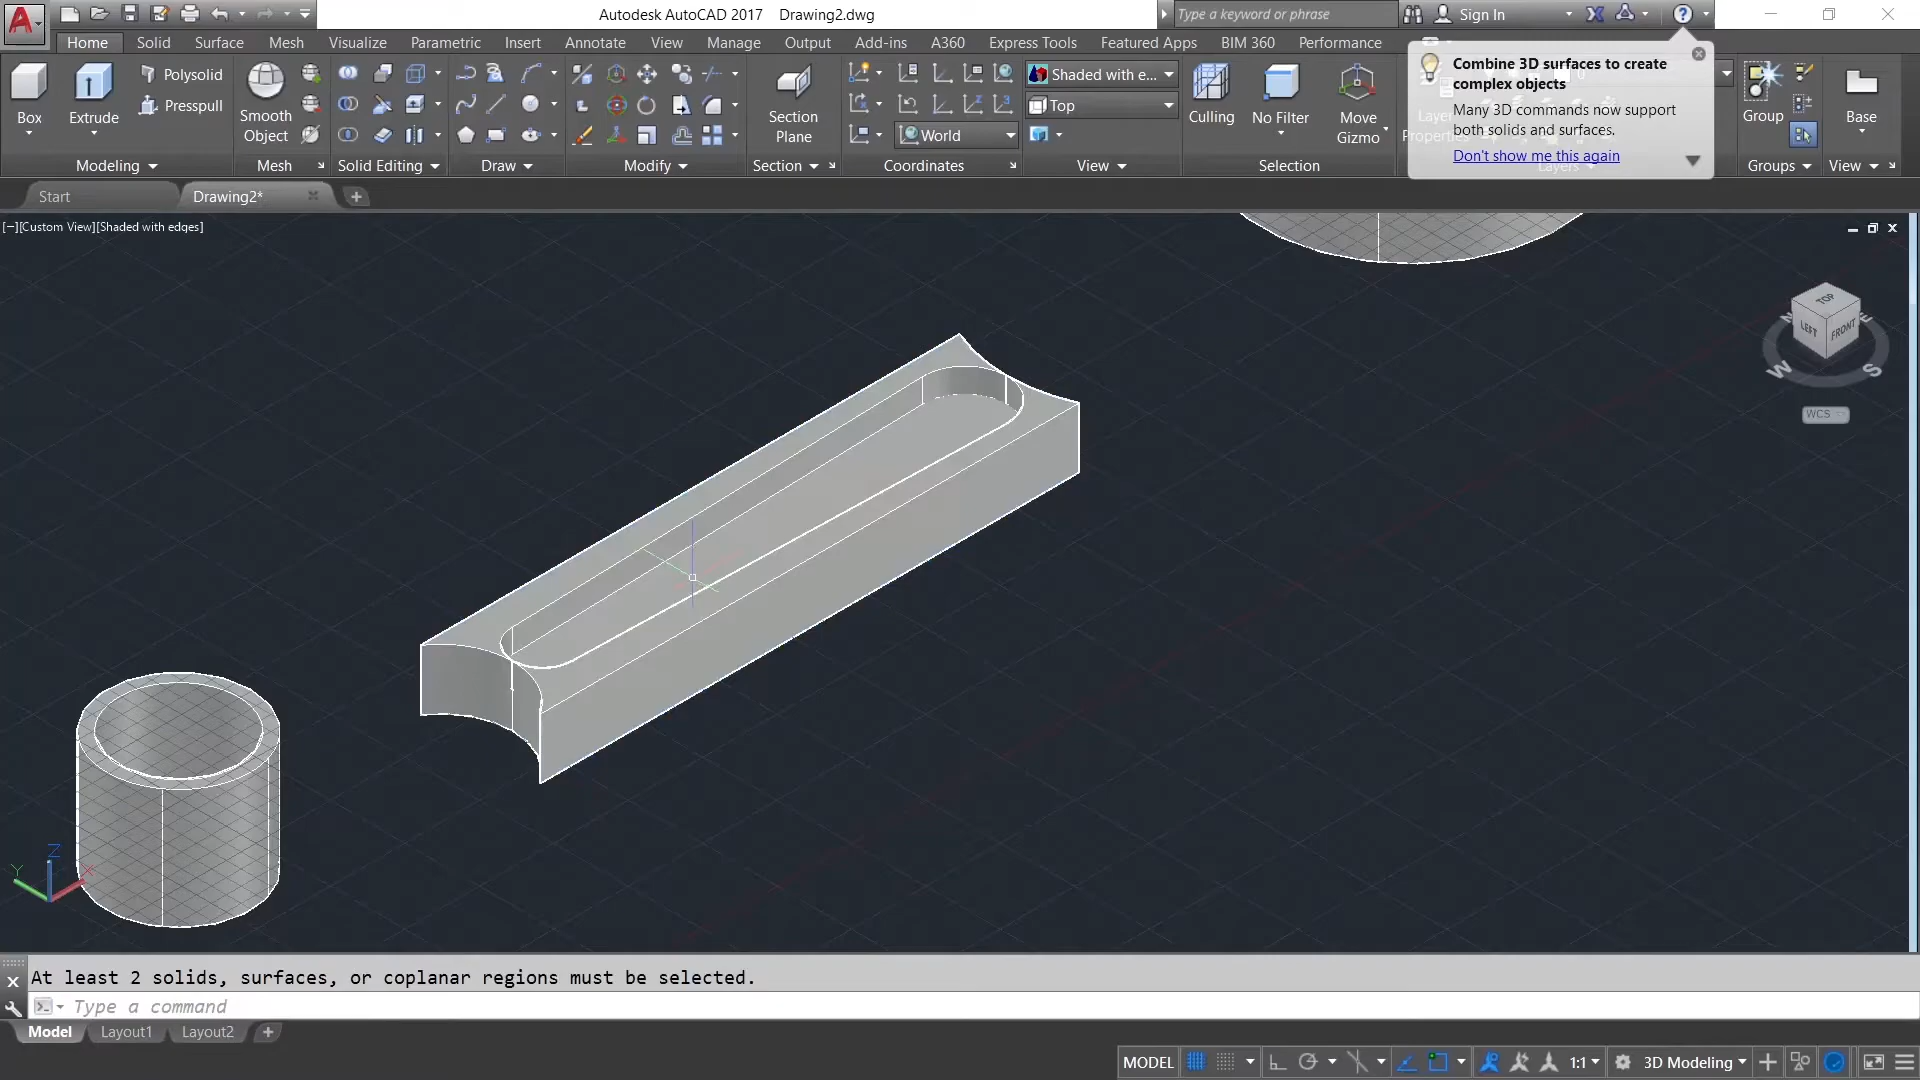 Autodesk AutoCAD 2017 Drawing2.dwg
Type a keyword or phrase
Sign In
Home Solid Surface Mesh Visualize Parametric Insert Annotate View Manage Output Add-ins A360 Express Tools Featured Apps BIM 360 Performance
Combine 3D surfaces to create
complex objects
Many 3D commands now support
both solids and surfaces.
Don't show me this again
Polysolid
Presspull
Box
Extrude
Smooth
Object
Section
Plane
World
Shaded with e...
Top
Culling
No Filter
Move
Gizmo
Group
Base
Modeling Mesh Solid Editing Draw Modify Section Coordinates View Selection Layers Groups View
Start Drawing2*
[−][Custom View][Shaded with edges]
TOP
LEFT
FRONT
N
E
W
S
WCS
Z
Y
X
At least 2 solids, surfaces, or coplanar regions must be selected.
Type a command
Model Layout1 Layout2
MODEL 1:1 3D Modeling